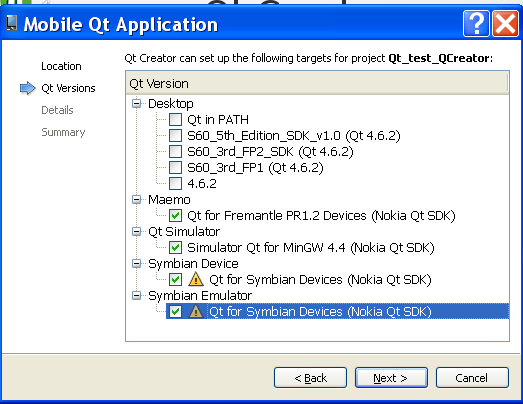 Mobile Qt Application
Qt Creator can set up the following targets for project Qt_test_QCreator:
Location
Qt Versions
Details
Summary
Qt Version
Desktop
Qt in PATH
S60_5th_Edition_SDK_v1.0 (Qt 4.6.2)
S60_3rd_FP2_SDK (Qt 4.6.2)
S60_3rd_FP1 (Qt 4.6.2)
4.6.2
Maemo
Qt for Fremantle PR1.2 Devices (Nokia Qt SDK)
Qt Simulator
Simulator Qt for MinGW 4.4 (Nokia Qt SDK)
Symbian Device
Qt for Symbian Devices (Nokia Qt SDK)
Symbian Emulator
Qt for Symbian Devices (Nokia Qt SDK)
< Back
Next >
Cancel